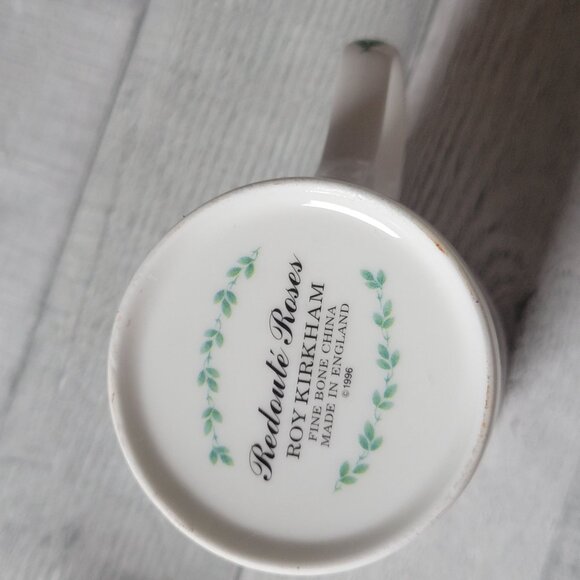 Redouté Roses
ROY KIRKHAM
FINE BONE CHINA
MADE IN ENGLAND
© 1996